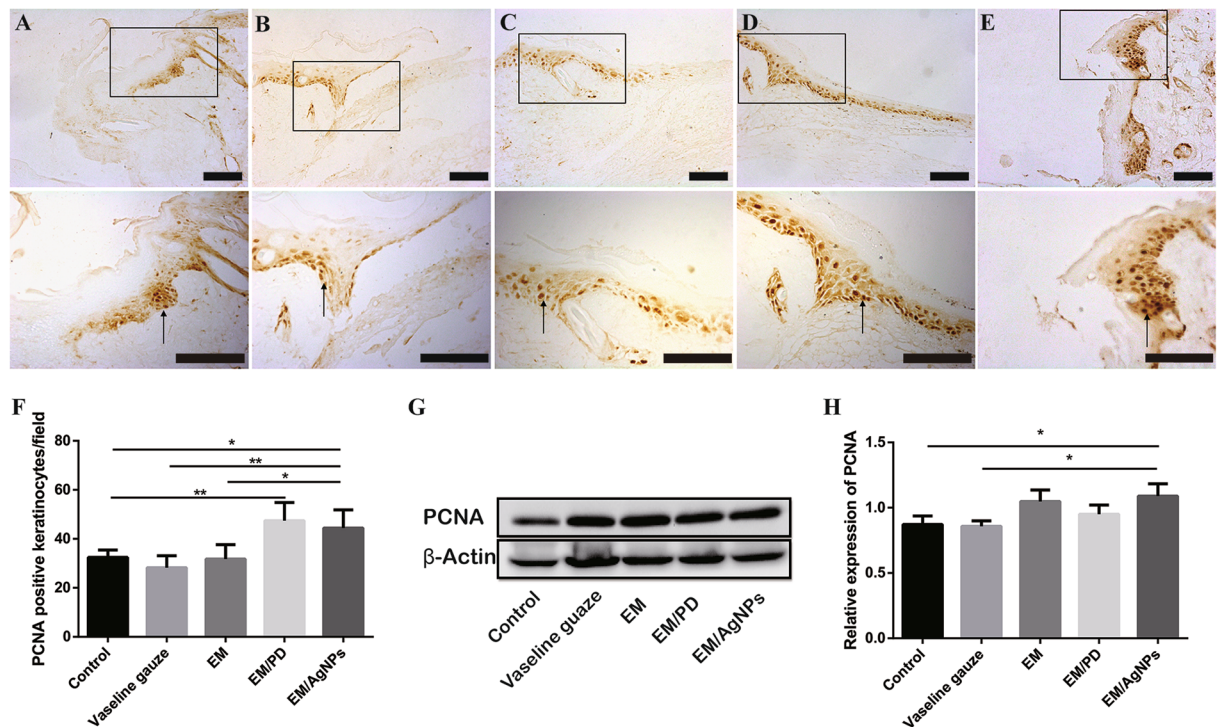 A
B
C
D
E
F
PCNA positive keratinocytes/field
80
60
40
20
0
*
**
*
**
Control
Vaseline gauze
EM
EM/PD
EM/AgNPs
G
PCNA
β-Actin
Control
Vaseline guaze
EM
EM/PD
EM/AgNPs
H
Relative expression of PCNA
1.5
1.0
0.5
0.0
*
*
Control
Vaseline gauze
EM
EM/PD
EM/AgNPs